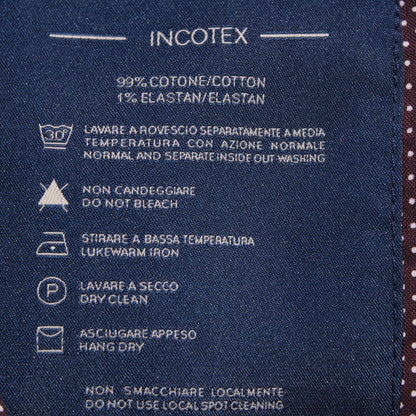 INCOTEX
99% COTONE/COTTON
1% ELASTAN/ELASTAN
30°
LAVARE A ROVESCIO SEPARATAMENTE A MEDIA
TEMPERATURA CON AZIONE NORMALE
NORMAL AND SEPARATE INSIDE OUT WASHING
NON CANDEGGIARE
DO NOT BLEACH
STIRARE A BASSA TEMPERATURA
LUKEWARM IRON
P
LAVARE A SECCO
DRY CLEAN
ASCIUGARE APPESO
HANG DRY
NON SMACCHIARE LOCALMENTE
DO NOT USE LOCAL SPOT CLEANING